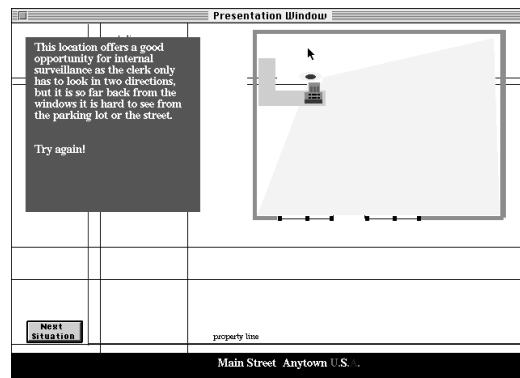 Presentation Window
This location offers a good
opportunity for internal
surveillance as the clerk only
has to look in two directions,
but it is so far back from the
windows it is hard to see from
the parking lot or the street.
Try again!
Next
Situation
property line
Main Street Anytown U.S.A.